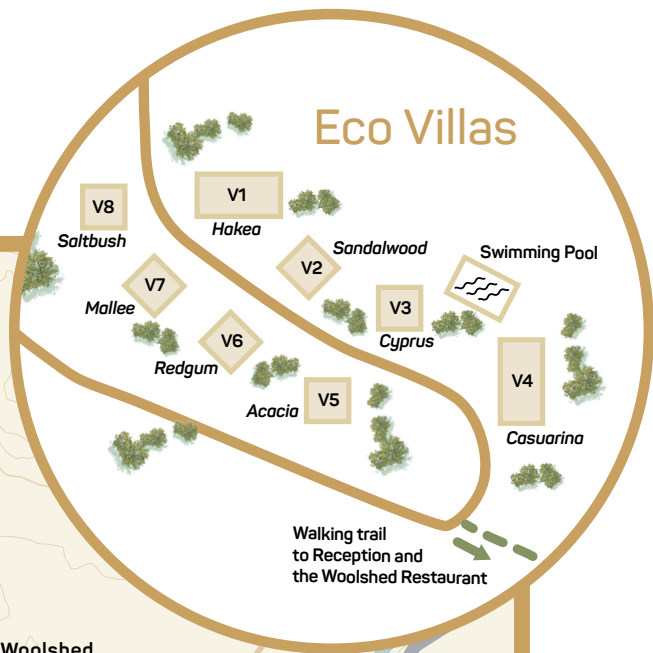 Eco Villas
V1
Hakea
V8
Saltbush
Sandalwood
V2
Swimming Pool
V7
Mallee
V3
Cyprus
V6
Redgum
V4
Casuarina
V5
Acacia
Walking trail
to Reception and
the Woolshed Restaurant
Woolshed